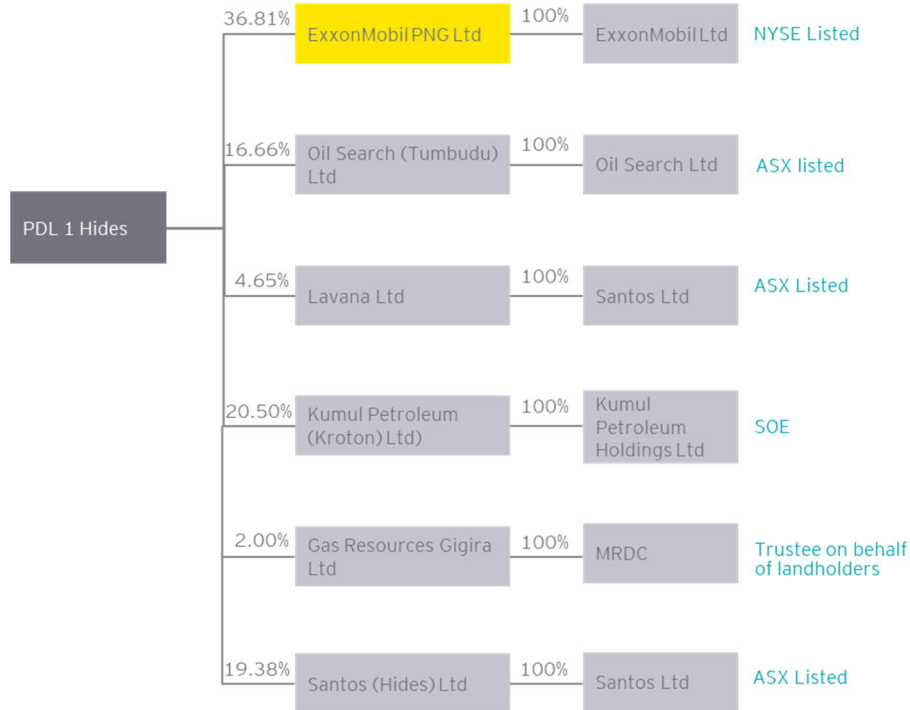 36.81%
ExxonMobil PNG Ltd
100%
ExxonMobil Ltd
NYSE Listed
16.66%
Oil Search (Tumbudu)
Ltd
100%
Oil Search Ltd
ASX listed
PDL 1 Hides
4.65%
Lavana Ltd
100%
Santos Ltd
ASX Listed
20.50%
Kumul Petroleum
(Kroton) Ltd)
100%
Kumul
Petroleum
Holdings Ltd
SOE
2.00%
Gas Resources Gigira
Ltd
100%
MRDC
Trustee on behalf
of landholders
19.38%
Santos (Hides) Ltd
100%
Santos Ltd
ASX Listed